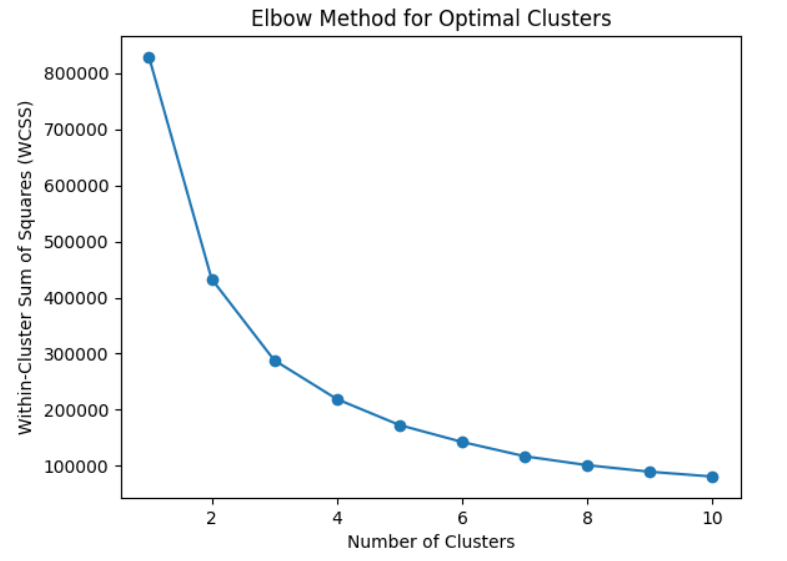 Elbow Method for Optimal Clusters
Within-Cluster Sum of Squares (WCSS)
800000
700000
600000
500000
400000
300000
200000
100000
2 4 6 8 10
Number of Clusters